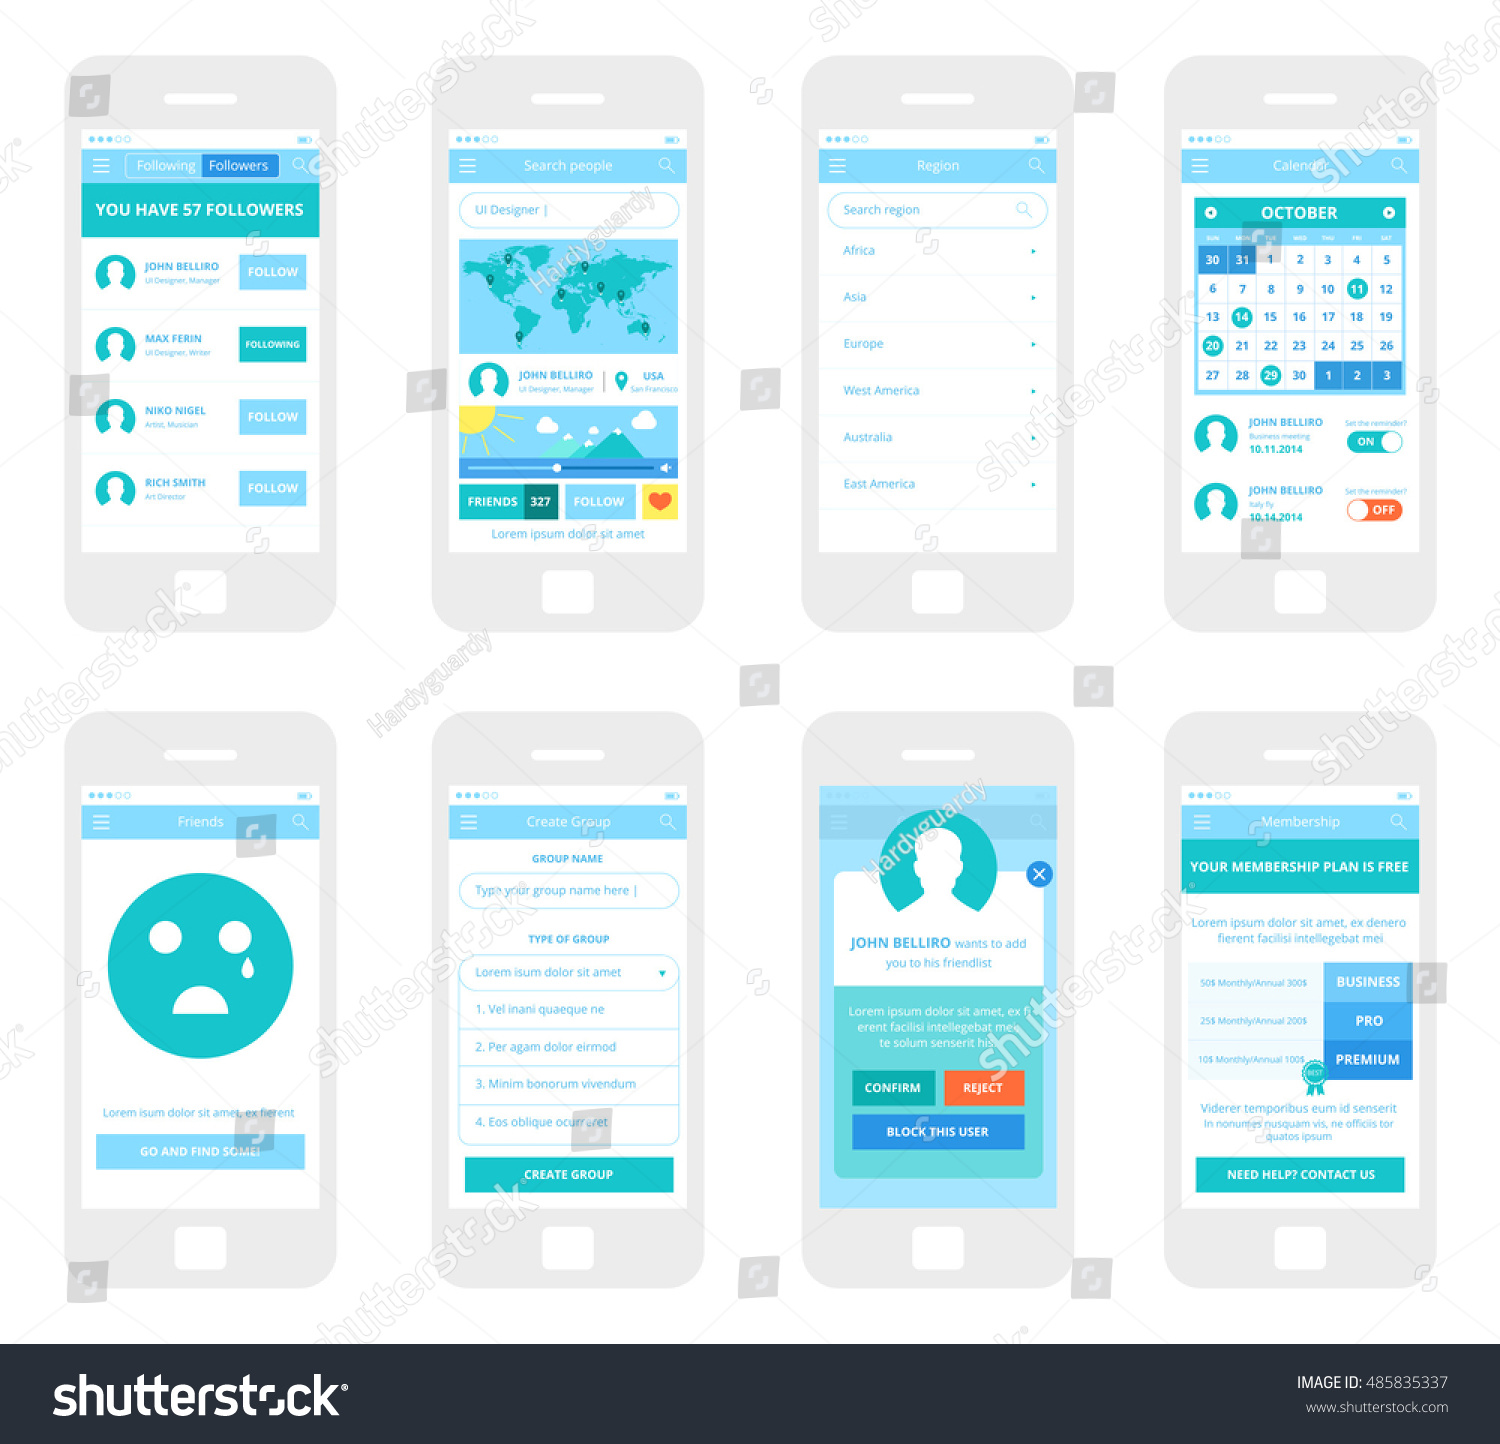 Following Followers
YOU HAVE 57 FOLLOWERS
JOHN BELLIRO
UI Designer, Manager
FOLLOW
MAX FERIN
UI Designer, Writer
FOLLOWING
NIKO NIGEL
Artist, Musician
FOLLOW
RICH SMITH
Art Director
FOLLOW
Search people
UI Designer |
JOHN BELLIRO
UI Designer, Manager
USA
San Francisco
FRIENDS 327 FOLLOW
Lorem ipsum dolor sit amet
Region
Search region
Africa
Asia
Europe
West America
Australia
East America
Calendar
OCTOBER
SUN MON TUE WED THU FRI SAT
30 31 1 2 3 4 5
6 7 8 9 10 11 12
13 14 15 16 17 18 19
20 21 22 23 24 25 26
27 28 29 30 1 2 3
JOHN BELLIRO
Business meeting
10.11.2014
Set the reminder?
ON
JOHN BELLIRO
Italy fly
10.14.2014
Set the reminder?
OFF
Friends
Lorem isum dolor sit amet, ex fierent
GO AND FIND SOME!
Create Group
GROUP NAME
Type your group name here |
TYPE OF GROUP
Lorem isum dolor sit amet
1. Vel inani quaeque ne
2. Per agam dolor eirmod
3. Minim bonorum vivendum
4. Eos oblique ocurreret
CREATE GROUP
JOHN BELLIRO wants to add
you to his friendlist
Lorem ipsum dolor sit amet, ex fi
erent facilisi intellegebat mei,
te solum senserit his.
CONFIRM REJECT
BLOCK THIS USER
Membership
YOUR MEMBERSHIP PLAN IS FREE
Lorem ipsum dolor sit amet, ex denero
fierent facilisi intellegebat mei
50$ Monthly/Annual 300$ BUSINESS
25$ Monthly/Annual 200$ PRO
10$ Monthly/Annual 100$ PREMIUM
BEST
Viderer temporibus eum id senserit
In nonumes nusquam vis, ne officiis tor
quatos ipsum
NEED HELP? CONTACT US
shutterstock
Hardyguardy
shutterstock®
IMAGE ID: 485835337
www.shutterstock.com